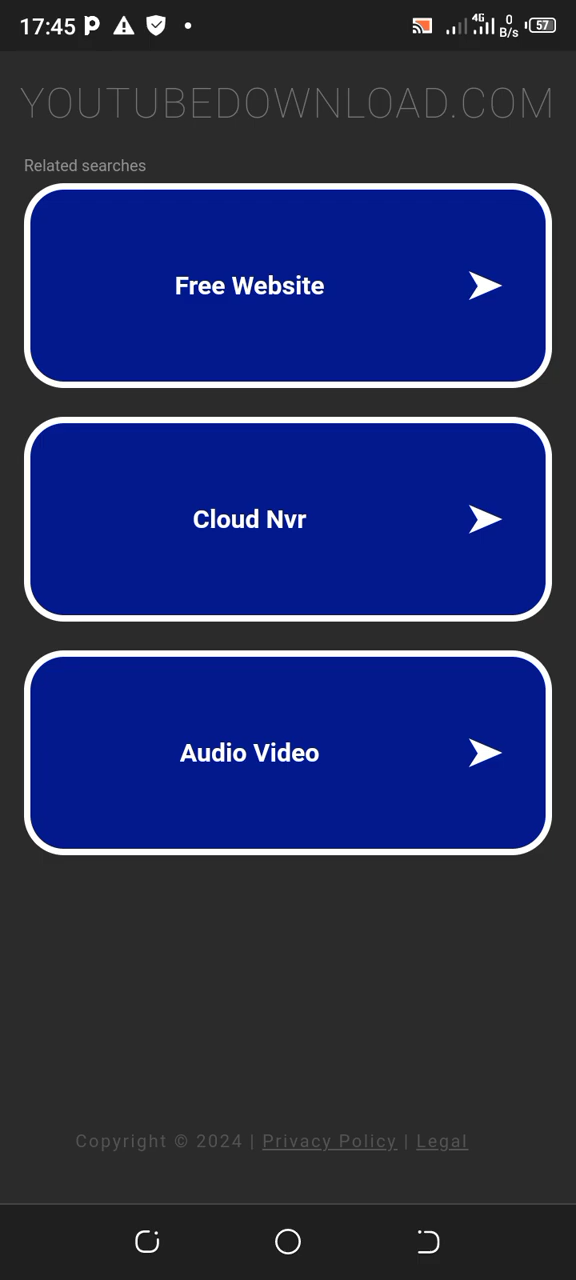 17:45
4G 0 B/s 57
YOUTUBEDOWNLOAD.COM
Related searches
Free Website
Cloud Nvr
Audio Video
Copyright © 2024 | Privacy Policy | Legal